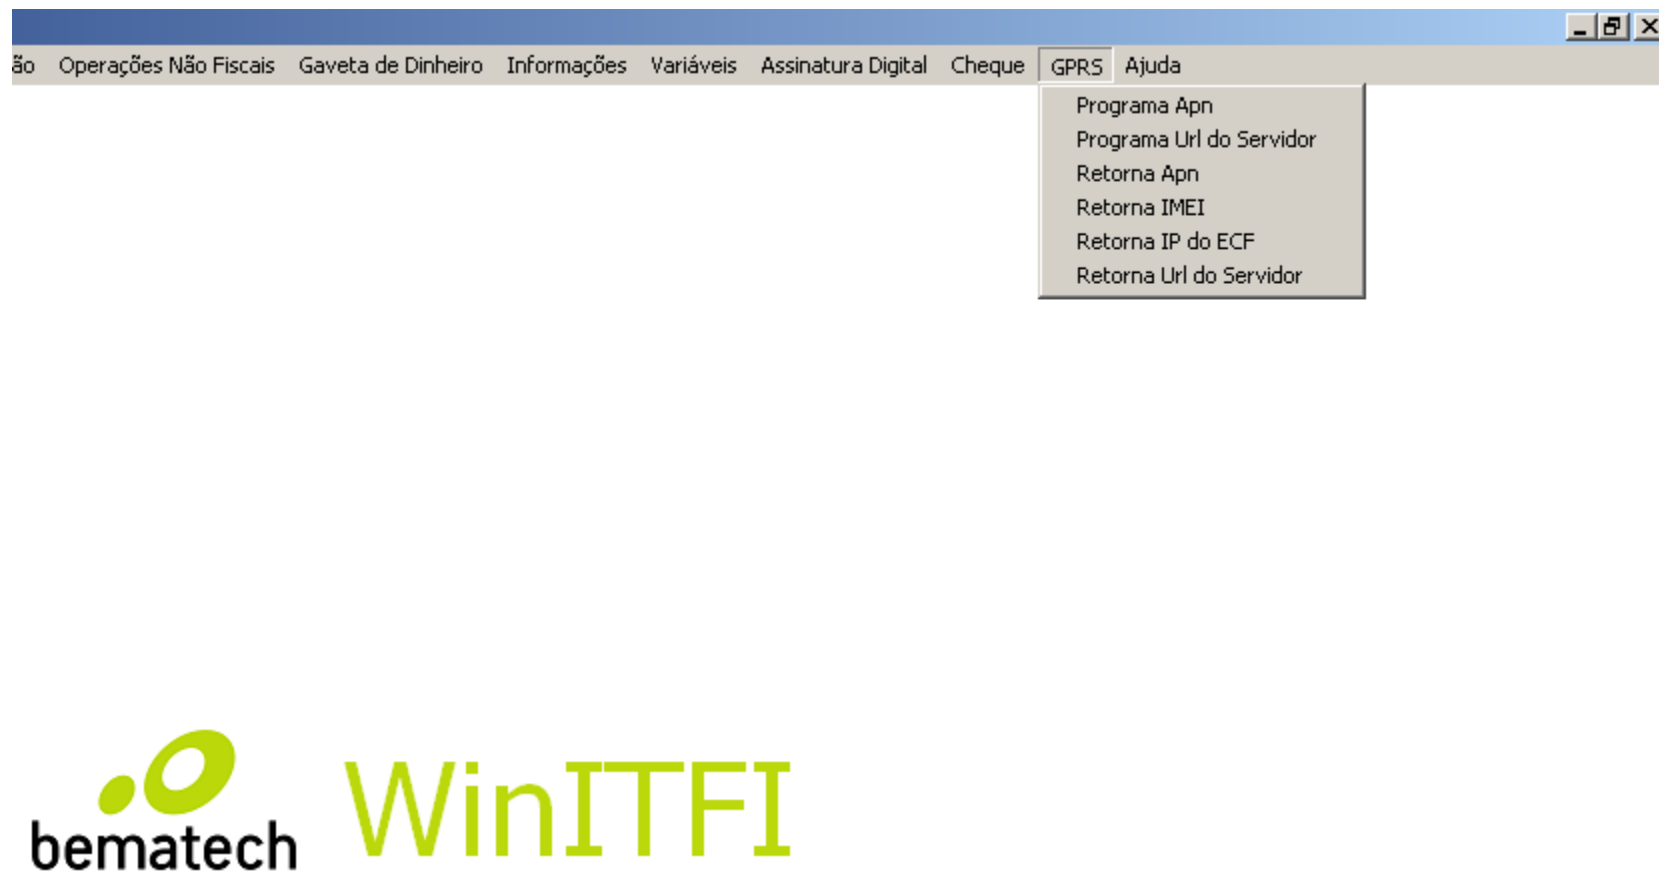 ão Operações Não Fiscais Gaveta de Dinheiro Informações Variáveis Assinatura Digital Cheque GPRS Ajuda
Programa Apn
Programa Url do Servidor
Retorna Apn
Retorna IMEI
Retorna IP do ECF
Retorna Url do Servidor
bematech WinITFI